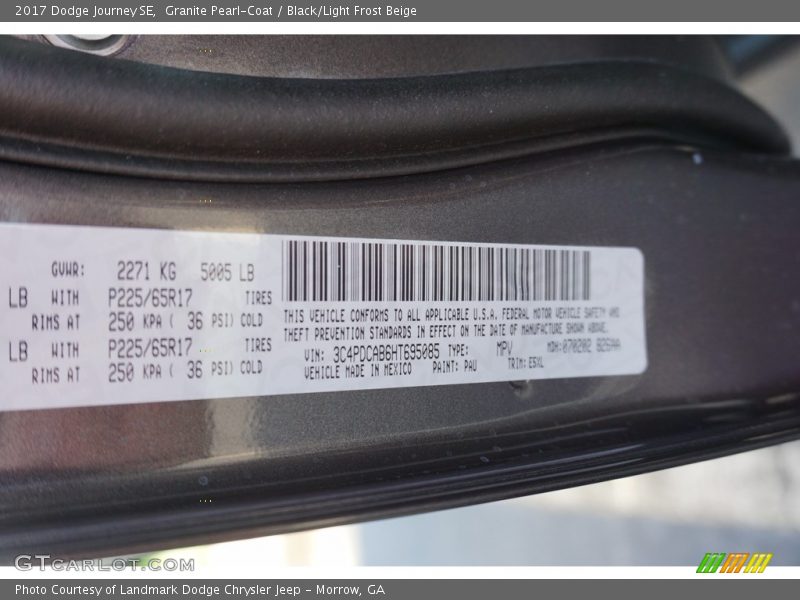 2017 Dodge Journey SE,  Granite Pearl-Coat / Black/Light Frost Beige
GVWR: 2271 KG 5005 LB
LB WITH P225/65R17 TIRES
RIMS AT 250 KPA ( 36 PSI) COLD
LB WITH P225/65R17 TIRES
RIMS AT 250 KPA ( 36 PSI) COLD
THIS VEHICLE CONFORMS TO ALL APPLICABLE U.S.A. FEDERAL MOTOR VEHICLE SAFETY AND
THEFT PREVENTION STANDARDS IN EFFECT ON THE DATE OF MANUFACTURE SHOWN ABOVE.
VIN: 3C4PDCAB6HT695085 TYPE: MPV MDH:070202
VEHICLE MADE IN MEXICO PAINT: PAU TRIM:E5XL
GTcarlot.com
Photo Courtesy of Landmark Dodge Chrysler Jeep - Morrow, GA